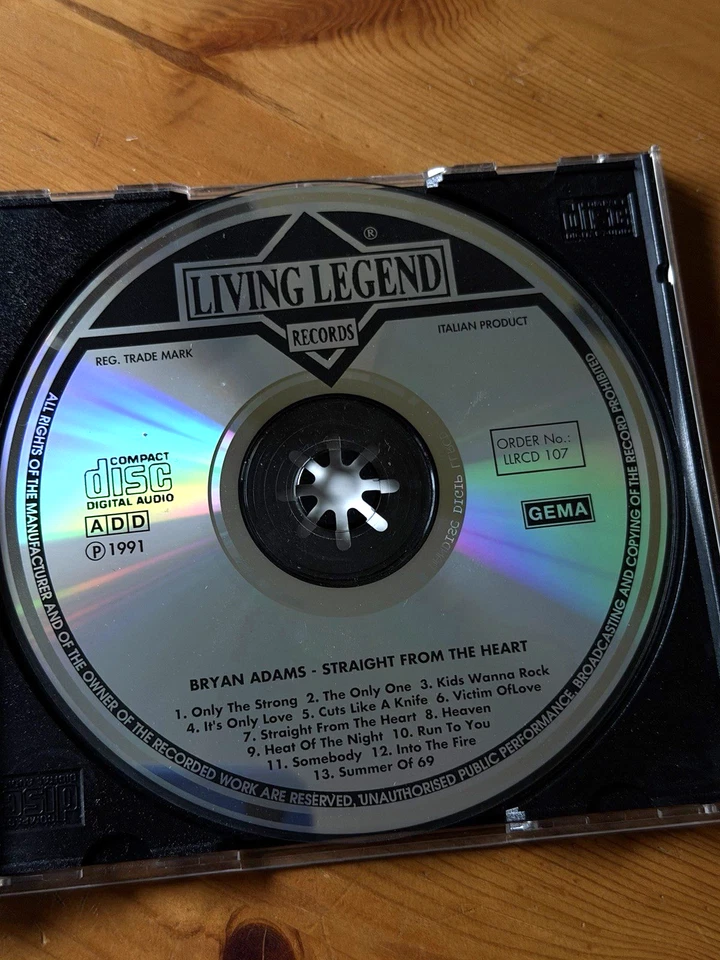 ®
LIVING LEGEND
RECORDS
REG. TRADE MARK
ITALIAN PRODUCT
COMPACT
disc
DIGITAL AUDIO
ADD
Ⓟ 1991
ORDER No.:
LLRCD 107
GEMA
BRYAN ADAMS - STRAIGHT FROM THE HEART
1. Only The Strong 2. The Only One 3. Kids Wanna Rock
4. It's Only Love 5. Cuts Like A Knife 6. Victim OfLove
7. Straight From The Heart 8. Heaven
9. Heat Of The Night 10. Run To You
11. Somebody 12. Into The Fire
13. Summer Of 69
ALL RIGHTS OF THE MANUFACTURER AND OF THE OWNER OF THE RECORDED WORK ARE RESERVED, UNAUTHORISED PUBLIC PERFORMANCE, BROADCASTING AND COPYING OF THE RECORD PROHIBITED
disc
disc